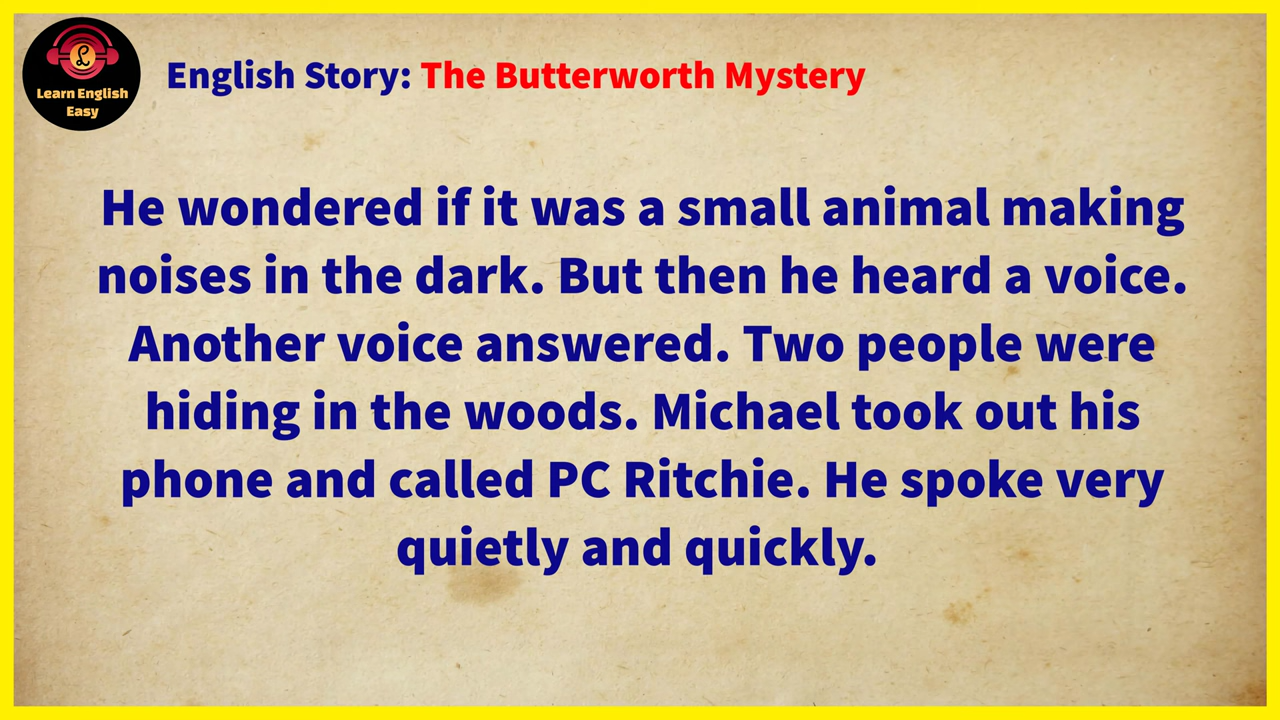 Learn English
Easy
English Story: The Butterworth Mystery
He wondered if it was a small animal making
noises in the dark. But then he heard a voice.
Another voice answered. Two people were
hiding in the woods. Michael took out his
phone and called PC Ritchie. He spoke very
quietly and quickly.